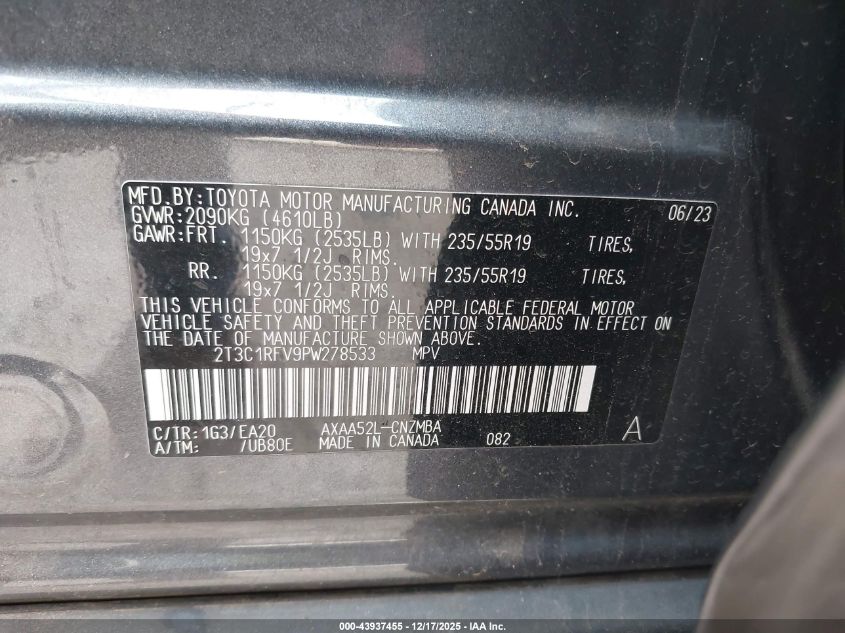 MFD.BY:TOYOTA MOTOR MANUFACTURING CANADA INC. 06/23
GVWR:2090KG (4610LB)
GAWR:FRT. 1150KG (2535LB) WITH 235/55R19 TIRES,
19x7 1/2J RIMS.
RR. 1150KG (2535LB) WITH 235/55R19 TIRES,
19x7 1/2J RIMS.
THIS VEHICLE CONFORMS TO ALL APPLICABLE FEDERAL MOTOR
VEHICLE SAFETY AND THEFT PREVENTION STANDARDS IN EFFECT ON
THE DATE OF MANUFACTURE SHOWN ABOVE.
2T3C1RFV9PW278533 MPV
C/TR:1G3/EA20 AXAA52L-CNZMBA
A/TM: /UB80E MADE IN CANADA 082 A
000-43937455 - 12/17/2025 - IAA Inc.